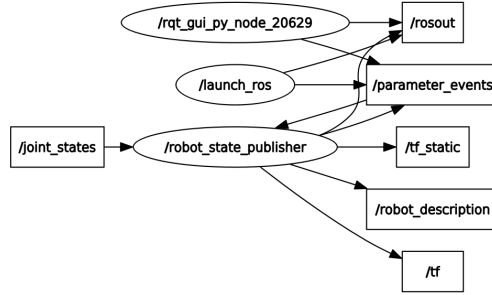 /rqt_gui_py_node_20629
/rosout
/launch_ros
/parameter_events
/joint_states
/robot_state_publisher
/tf_static
/robot_description
/tf